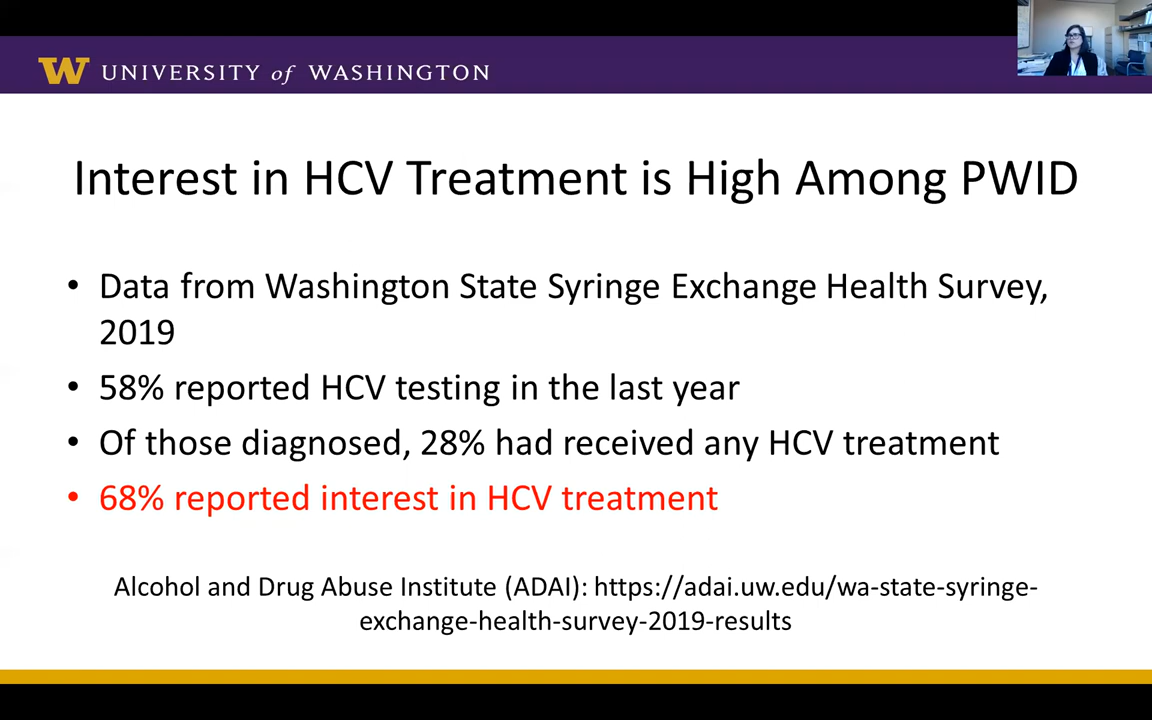 W UNIVERSITY of WASHINGTON
Interest in HCV Treatment is High Among PWID
• Data from Washington State Syringe Exchange Health Survey,
2019
• 58% reported HCV testing in the last year
• Of those diagnosed, 28% had received any HCV treatment
• 68% reported interest in HCV treatment
Alcohol and Drug Abuse Institute (ADAI): https://adai.uw.edu/wa-state-syringe-
exchange-health-survey-2019-results